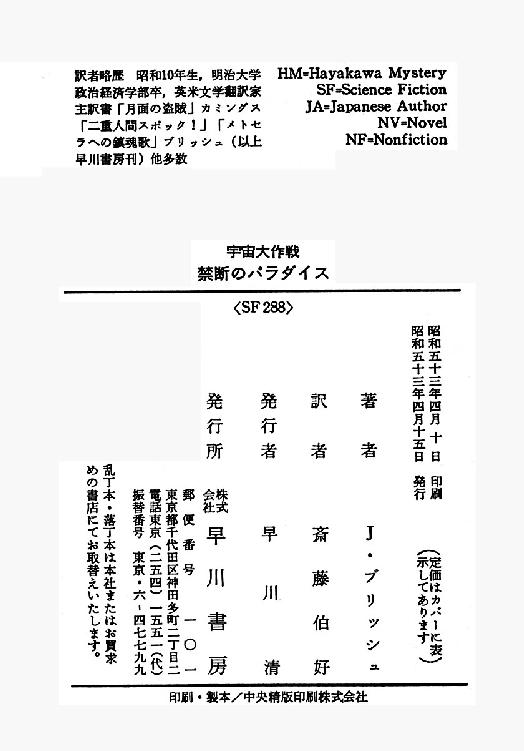 訳者略歴 昭和10年生，明治大学
政治経済学部卒，英米文学翻訳家
主訳書「月面の盗賊」カミングス
「二重人間スポック！」「メトセ
ラへの鎮魂歌」ブリッシュ（以上
早川書房刊）他多数
HM=Hayakawa Mystery
SF=Science Fiction
JA=Japanese Author
NV=Novel
NF=Nonfiction
宇宙大作戦
禁断のパラダイス
〈SF288〉
昭和五十三年四月十日 印刷
昭和五十三年四月十五日 発行
（定価はカバーに表示してあります）
著者 J・ブリッシュ
訳者 斎藤伯好
発行者 早川清
発行所 株式会社 早川書房
郵便番号 一〇一
東京都千代田区神田多町二丁目二
電話東京（二五四）一五五一（代）
振替番号 東京・六－四七七九九
乱丁本・落丁本は本社またはお買求
めの書店にてお取替えいたします。
印刷・製本／中央精版印刷株式会社